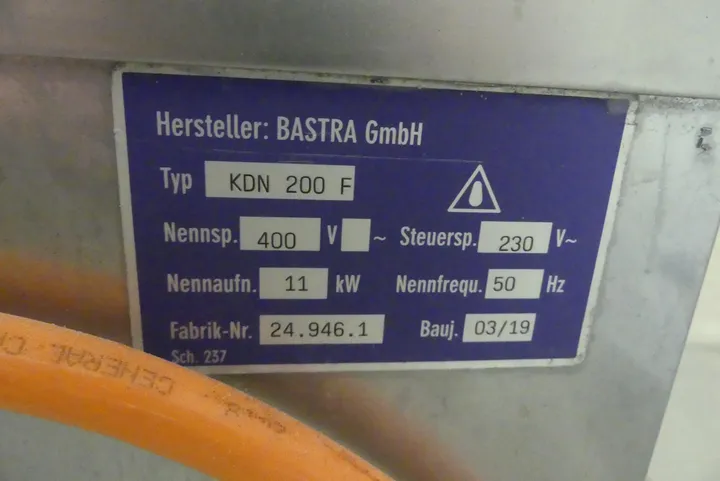 Hersteller: BASTRA GmbH
Typ KDN 200 F
Nennsp. 400 V ~ Steuersp. 230 V~
Nennaufn. 11 kW Nennfrequ. 50 Hz
Fabrik-Nr. 24.946.1 Bauj. 03/19
Sch. 237
GENERAL